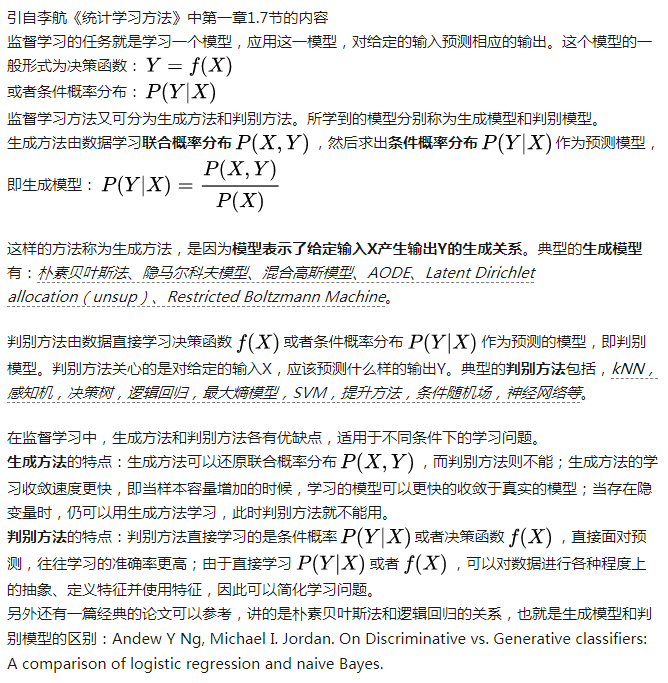 引自李航《统计学习方法》中第一章1.7节的内容
监督学习的任务就是学习一个模型，应用这一模型，对给定的输入预测相应的输出。这个模型的一
般形式为决策函数： Y = f(X)
或者条件概率分布： P(Y|X)
监督学习方法又可分为生成方法和判别方法。所学到的模型分别称为生成模型和判别模型。
生成方法由数据学习联合概率分布 P(X,Y) ，然后求出条件概率分布 P(Y|X) 作为预测模型，
即生成模型： P(Y|X) = P(X,Y) / P(X)
这样的方法称为生成方法，是因为模型表示了给定输入X产生输出Y的生成关系。典型的生成模型
有：朴素贝叶斯法、隐马尔科夫模型、混合高斯模型、AODE、Latent Dirichlet
allocation（unsup）、Restricted Boltzmann Machine。
判别方法由数据直接学习决策函数 f(X) 或者条件概率分布 P(Y|X) 作为预测的模型，即判别
模型。判别方法关心的是对给定的输入X，应该预测什么样的输出Y。典型的判别方法包括，kNN，
感知机，决策树，逻辑回归，最大熵模型，SVM，提升方法，条件随机场，神经网络等。
在监督学习中，生成方法和判别方法各有优缺点，适用于不同条件下的学习问题。
生成方法的特点：生成方法可以还原联合概率分布 P(X,Y) ，而判别方法则不能；生成方法的学
习收敛速度更快，即当样本容量增加的时候，学习的模型可以更快的收敛于真实的模型；当存在隐
变量时，仍可以用生成方法学习，此时判别方法就不能用。
判别方法的特点：判别方法直接学习的是条件概率 P(Y|X) 或者决策函数 f(X) ，直接面对预
测，往往学习的准确率更高；由于直接学习 P(Y|X) 或者 f(X) ，可以对数据进行各种程度上
的抽象、定义特征并使用特征，因此可以简化学习问题。
另外还有一篇经典的论文可以参考，讲的是朴素贝叶斯法和逻辑回归的关系，也就是生成模型和判
别模型的区别：Andew Y Ng, Michael I. Jordan. On Discriminative vs. Generative classifiers:
A comparison of logistic regression and naive Bayes.